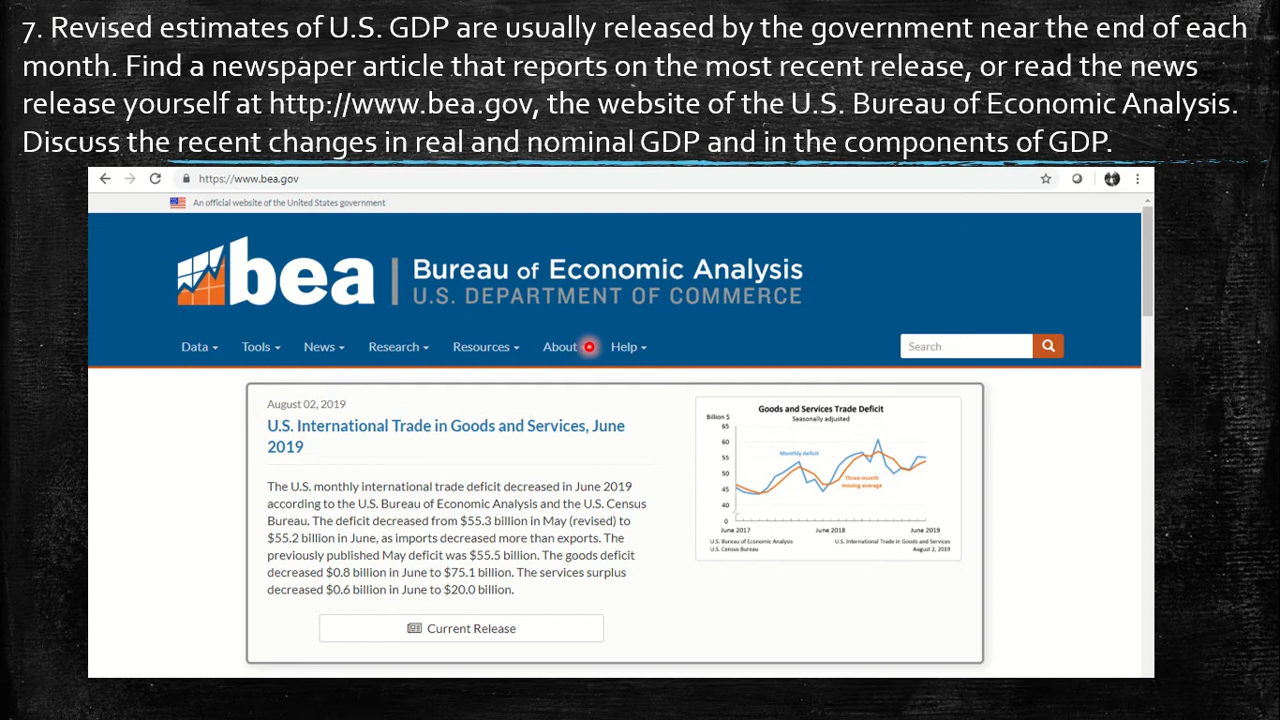 7. Revised estimates of U.S. GDP are usually released by the government near the end of each
month. Find a newspaper article that reports on the most recent release, or read the news
release yourself at http://www.bea.gov, the website of the U.S. Bureau of Economic Analysis.
Discuss the recent changes in real and nominal GDP and in the components of GDP.
https://www.bea.gov
An official website of the United States government
bea | Bureau of Economic Analysis
U.S. DEPARTMENT OF COMMERCE
Data Tools News Research Resources About Help Search
August 02, 2019
U.S. International Trade in Goods and Services, June
2019
The U.S. monthly international trade deficit decreased in June 2019
according to the U.S. Bureau of Economic Analysis and the U.S. Census
Bureau. The deficit decreased from $55.3 billion in May (revised) to
$55.2 billion in June, as imports decreased more than exports. The
previously published May deficit was $55.5 billion. The goods deficit
decreased $0.8 billion in June to $75.1 billion. The services surplus
decreased $0.6 billion in June to $20.0 billion.
Current Release
Goods and Services Trade Deficit
Seasonally adjusted
Billion $
65
60
55
50
45
40
0
Monthly deficit
Three-month
moving average
June 2017 June 2018 June 2019
U.S. Bureau of Economic Analysis U.S. International Trade in Goods and Services
U.S. Census Bureau August 2, 2019